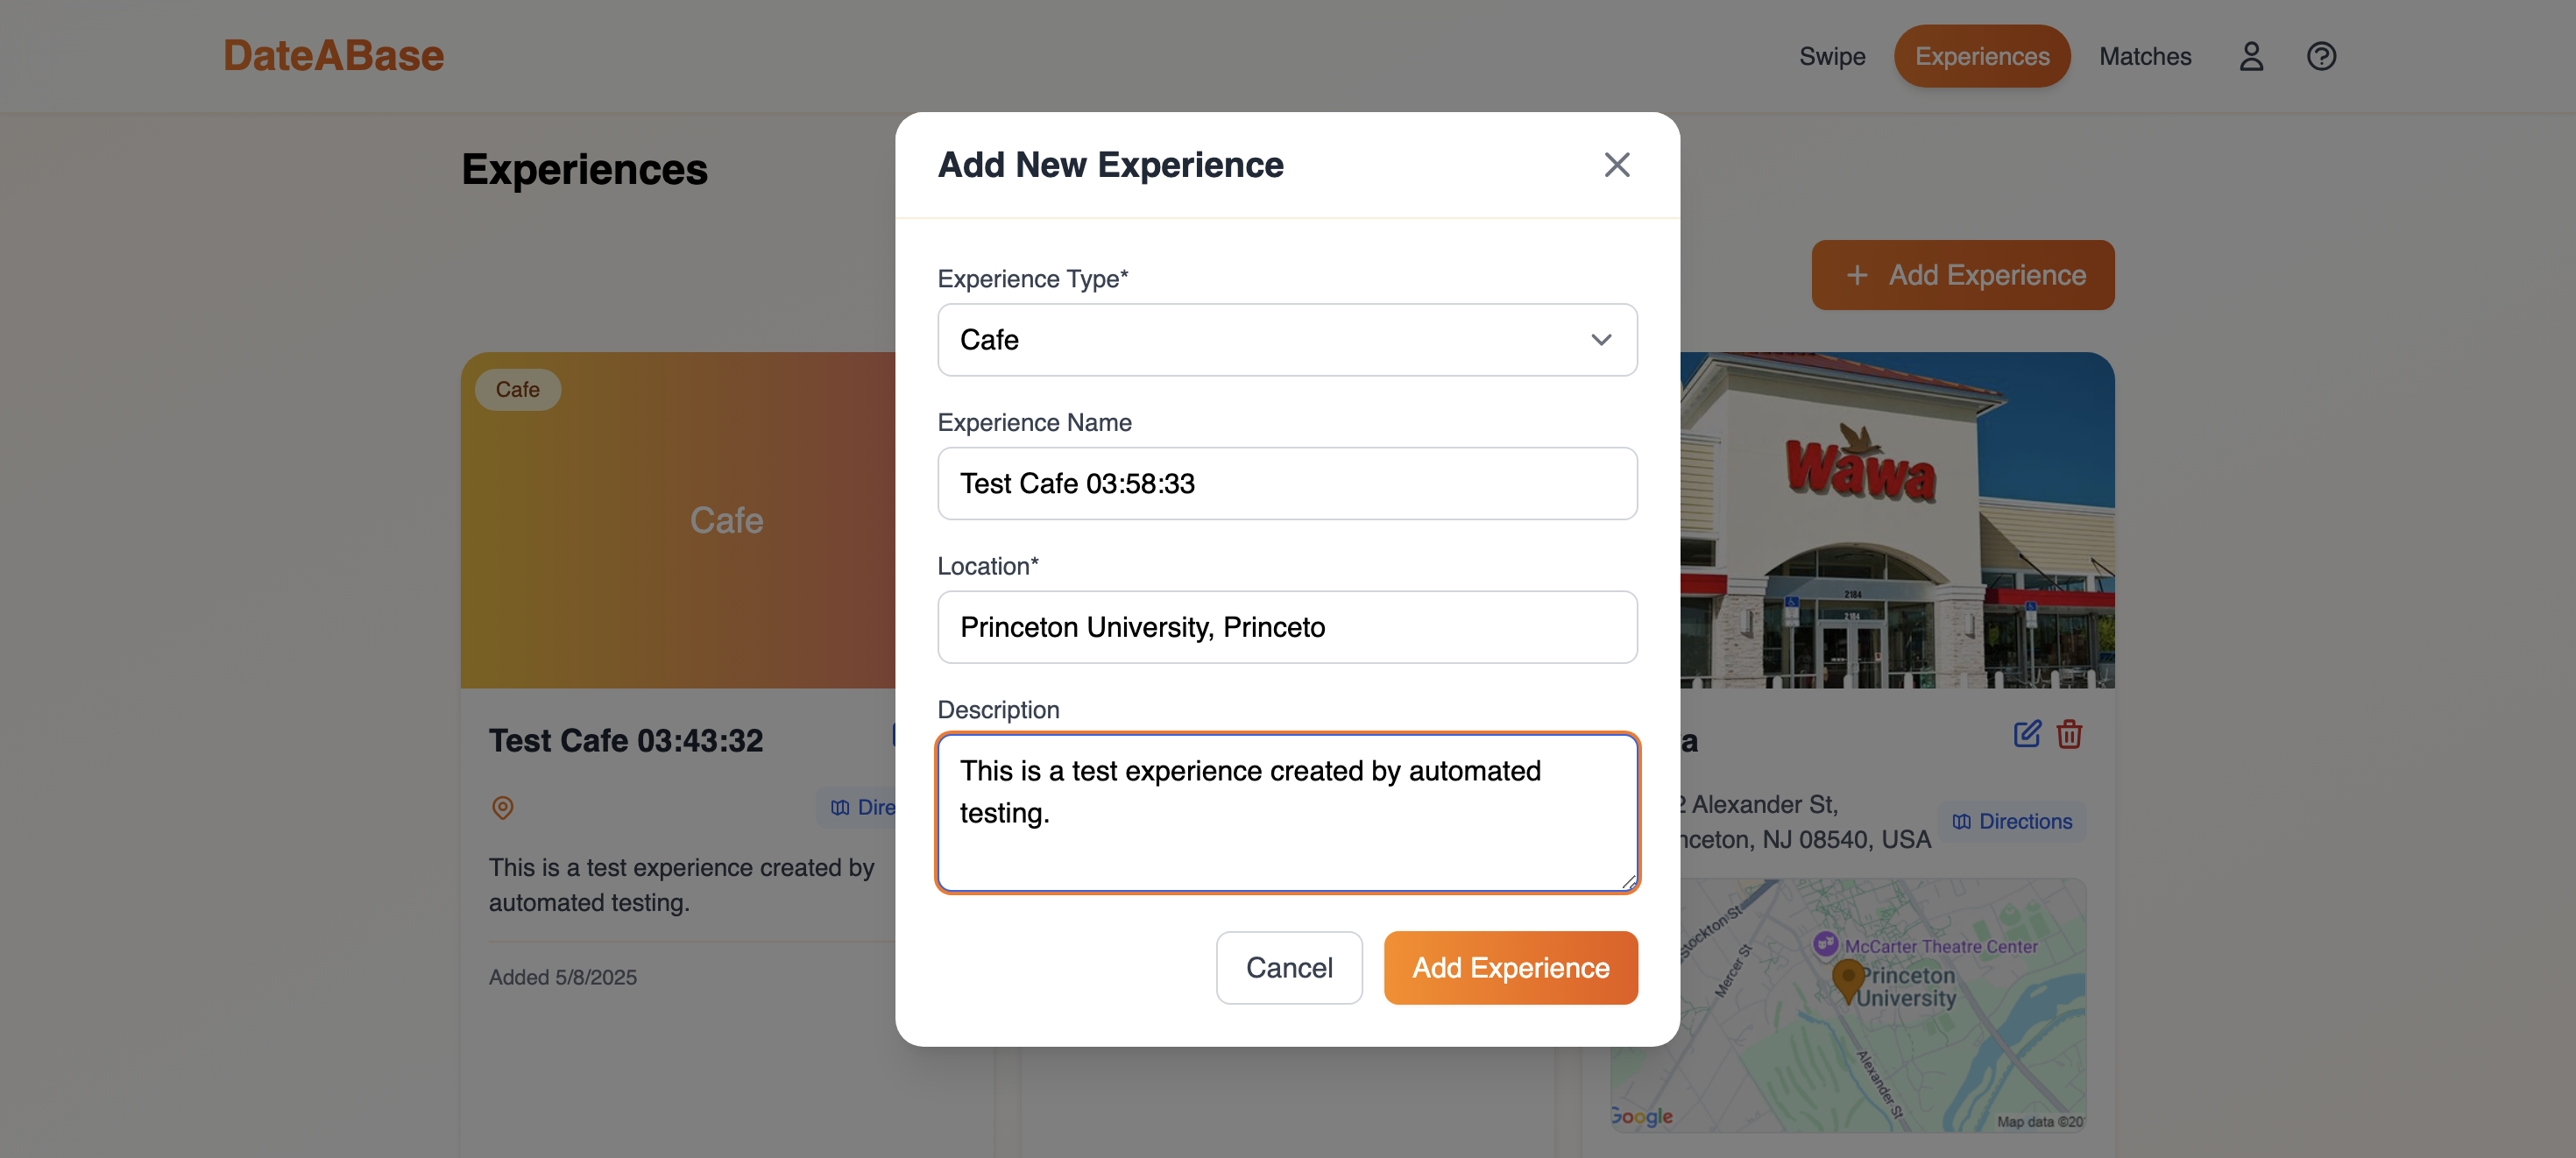 DateABase
Swipe
Experiences
Matches
Experiences
Add New Experience
Add Experience
Experience Type*
Cafe
Experience Name
Test Cafe 03:58:33
Location*
Princeton University, Princeto
Description
This is a test experience created by automated
testing.
Cancel
Add Experience
Cafe
Cafe
Test Cafe 03:43:32
Dire
This is a test experience created by
automated testing.
Added 5/8/2025
Wawa
2184
2184
a
2 Alexander St,
nceton, NJ 08540, USA
Directions
Stockton St
Mercer St
McCarter Theatre Center
Princeton
University
Alexander St
Google
Map data ©20